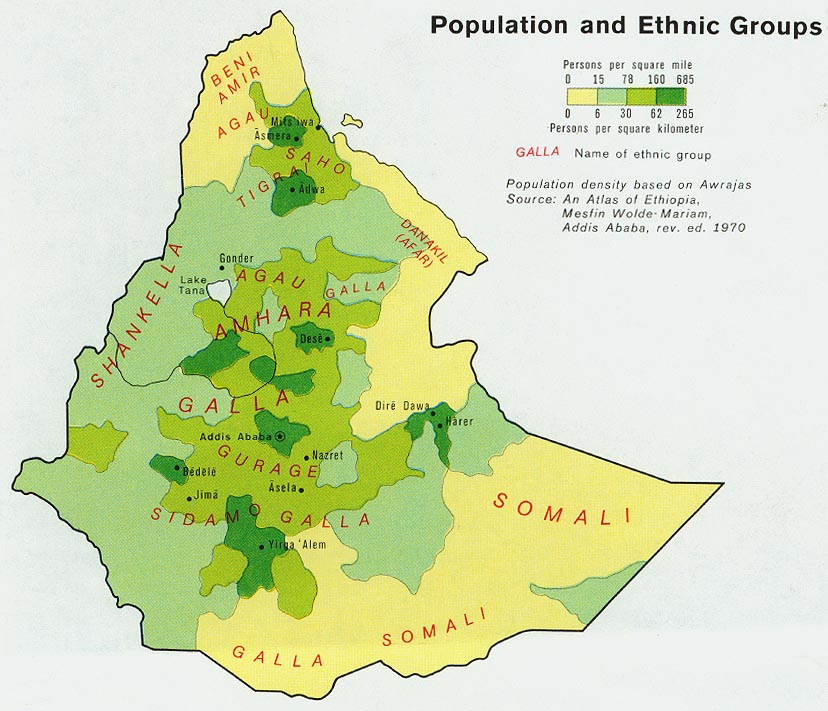 Population and Ethnic Groups
Persons per square mile
0 15 78 160 685
0 6 30 62 265
Persons per square kilometer
GALLA Name of ethnic group
Population density based on Awrajas
Source: An Atlas of Ethiopia,
Mesfin Wolde-Mariam,
Addis Ababa, rev. ed. 1970
BENI
AMIR
AGAU
Mits'iwa
Āsmera
SAHO
TIGRAI
Ādwa
DANAKIL
(AFAR)
Gonder
Lake
Tana
AGAU
GALLA
SHANKELLA
AMHARA
Desē
GALLA
Dirē Dawa
Hārer
Addis Ababa
GURAGE
Nazret
Bēdelē
Āsela
Jīmā
SIDAMO GALLA
SOMALI
Yirga 'Alem
SOMALI
GALLA